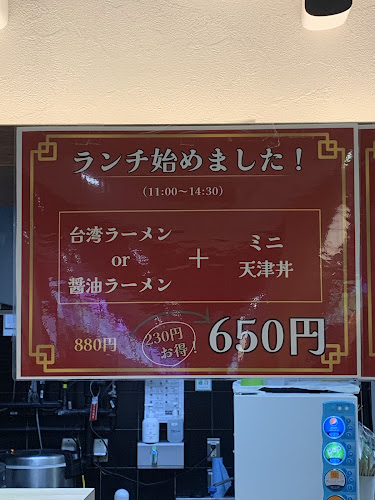 ランチ始めました！
（11:00〜14:30）
台湾ラーメン
or
醤油ラーメン
＋
ミニ
天津丼
880円
230円
お得！
650円
pepsi